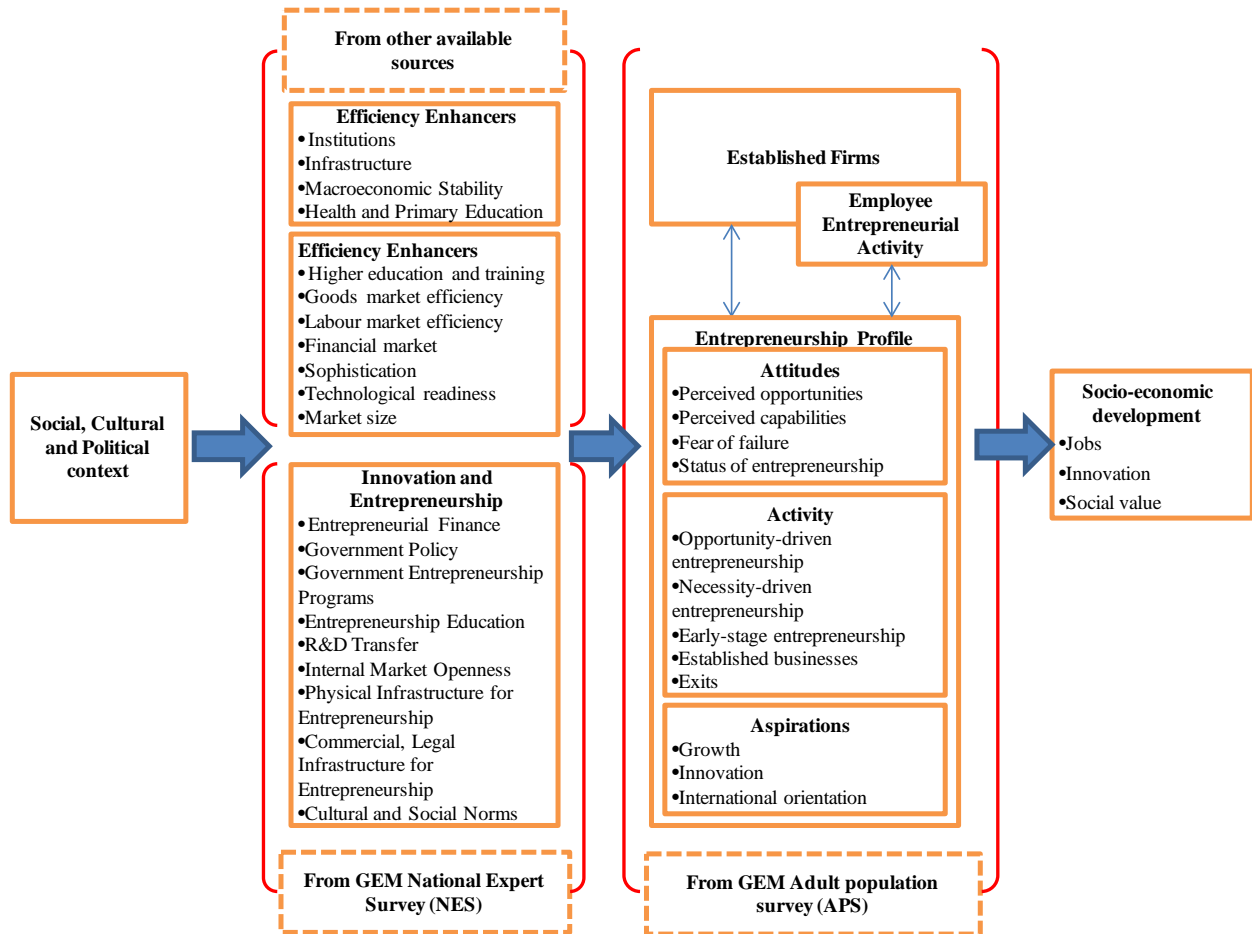 From other available
sources
Efficiency Enhancers
•Institutions
•Infrastructure
•Macroeconomic Stability
•Health and Primary Education
Efficiency Enhancers
•Higher education and training
•Goods market efficiency
•Labour market efficiency
•Financial market
•Sophistication
•Technological readiness
•Market size
Social, Cultural
and Political
context
Innovation and
Entrepreneurship
•Entrepreneurial Finance
•Government Policy
•Government Entrepreneurship
Programs
•Entrepreneurship Education
•R&D Transfer
•Internal Market Openness
•Physical Infrastructure for
Entrepreneurship
•Commercial, Legal
Infrastructure for
Entrepreneurship
•Cultural and Social Norms
From GEM National Expert
Survey (NES)
Established Firms
Employee
Entrepreneurial
Activity
Entrepreneurship Profile
Attitudes
•Perceived opportunities
•Perceived capabilities
•Fear of failure
•Status of entrepreneurship
Activity
•Opportunity-driven
entrepreneurship
•Necessity-driven
entrepreneurship
•Early-stage entrepreneurship
•Established businesses
•Exits
Aspirations
•Growth
•Innovation
•International orientation
From GEM Adult population
survey (APS)
Socio-economic
development
•Jobs
•Innovation
•Social value